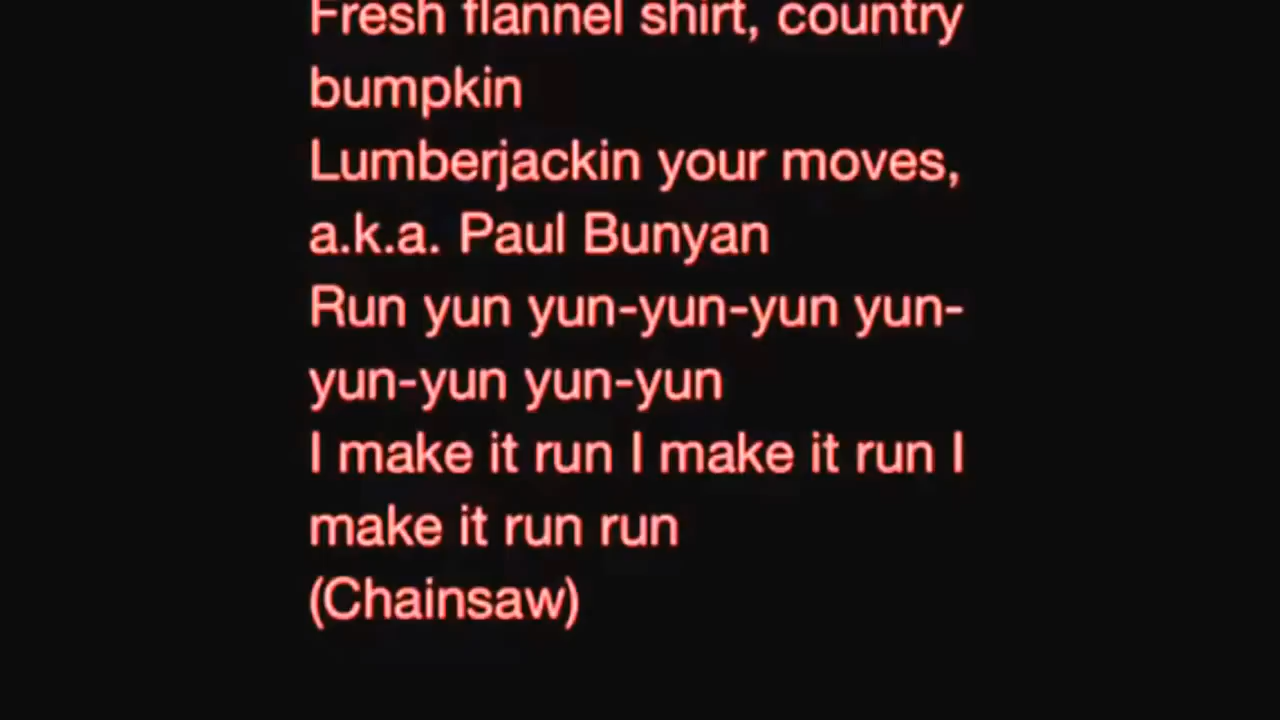 Fresh flannel shirt, country
bumpkin
Lumberjackin your moves,
a.k.a. Paul Bunyan
Run yun yun-yun-yun yun-
yun-yun yun-yun
I make it run I make it run I
make it run run
(Chainsaw)